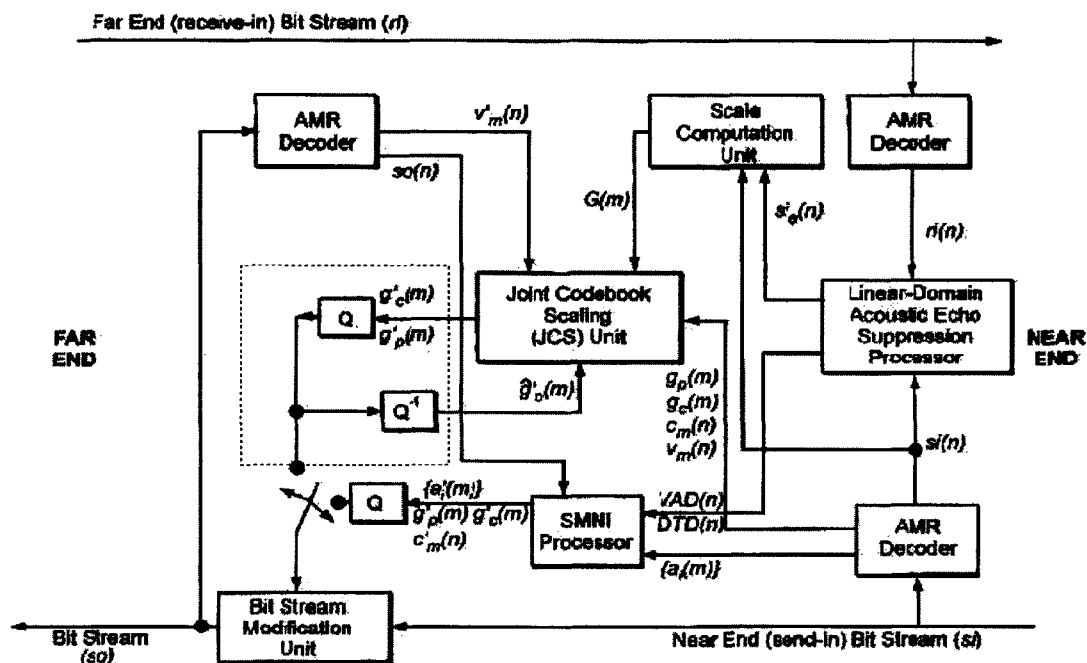 Far End (receive-in) Bit Stream (ri)
AMR
Decoder
v'm(n)
so(n)
Scale
Computation
Unit
AMR
Decoder
G(m)
si'e(n)
ri(n)
g'c(m)
Q
g'p(m)
Joint Codebook
Scaling
(JCS) Unit
Linear-Domain
Acoustic Echo
Suppression
Processor
FAR
END
NEAR
END
Q-1
gp(m)
gc(m)
cm(n)
vm(n)
si(n)
{a'i(m)}
Q
g'p(m) g'c(m)
c'm(n)
SMNI
Processor
VAD(n)
DTD(n)
{ai(m)}
AMR
Decoder
Bit Stream
Modification
Unit
Bit Stream
(so)
Near End (send-in) Bit Stream (si)